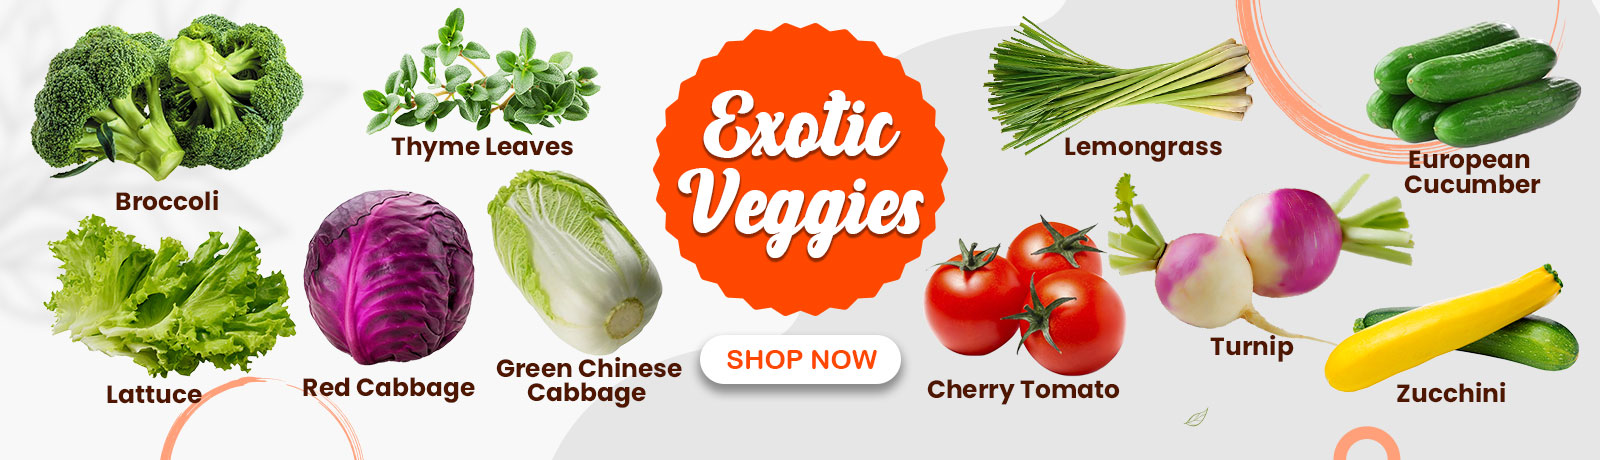 Exotic
Veggies
SHOP NOW
Broccoli
Thyme Leaves
Lattuce
Red Cabbage
Green Chinese
Cabbage
Lemongrass
European
Cucumber
Cherry Tomato
Turnip
Zucchini